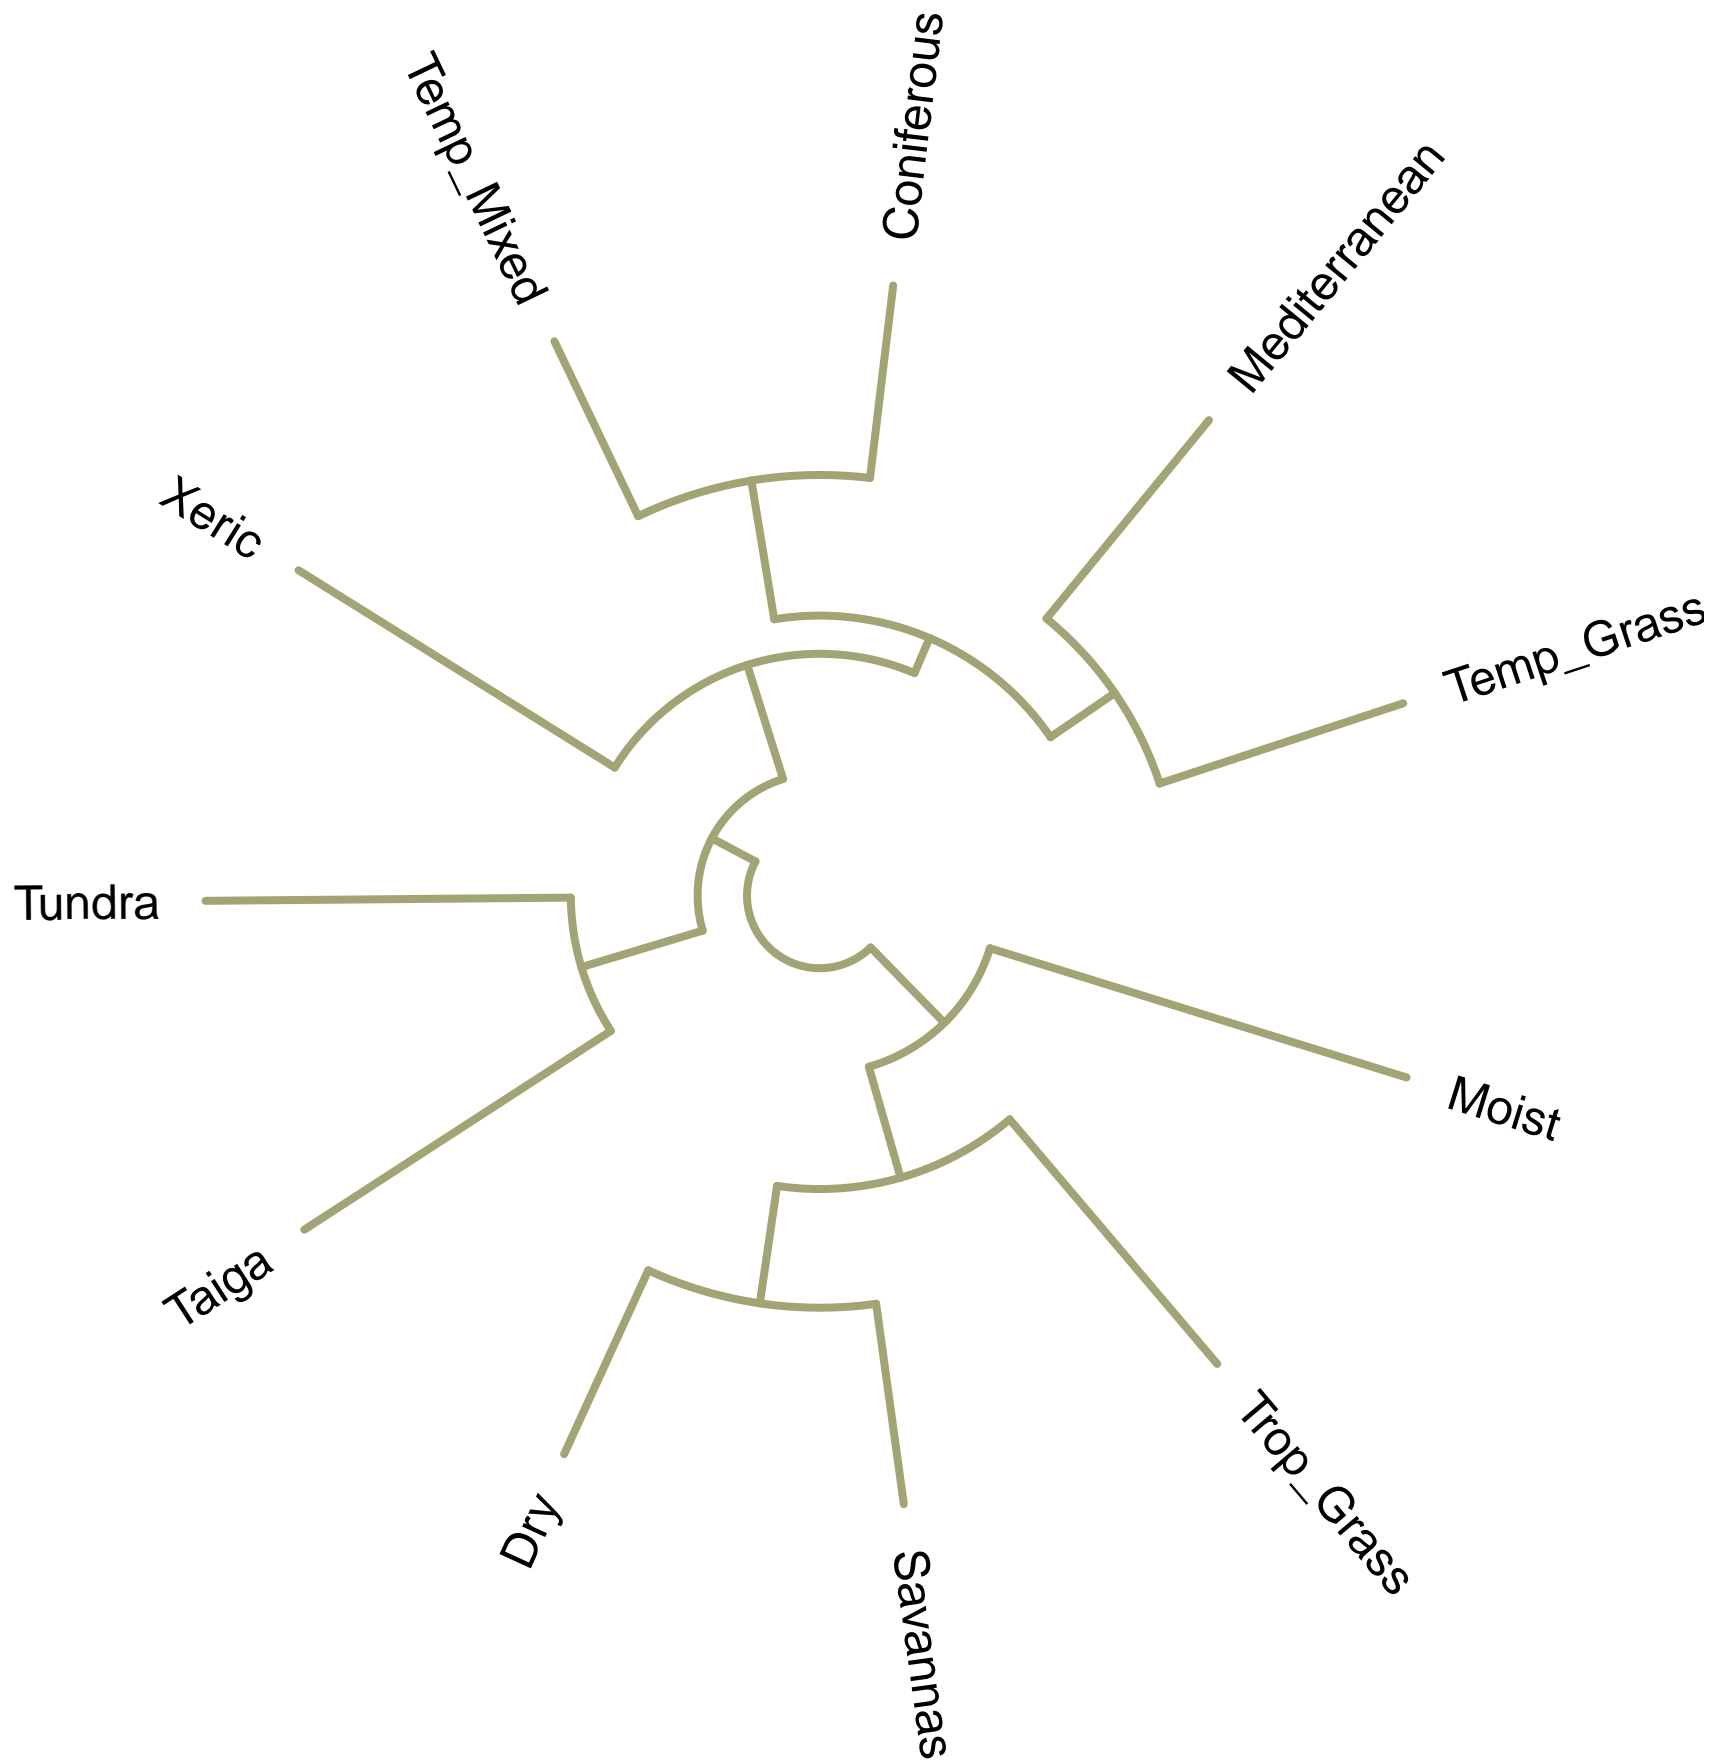 Coniferous
Temp_Mixed
Mediterranean
Xeric
Temp_Grass
Tundra
Moist
Taiga
Trop_Grass
Dry
Savannas